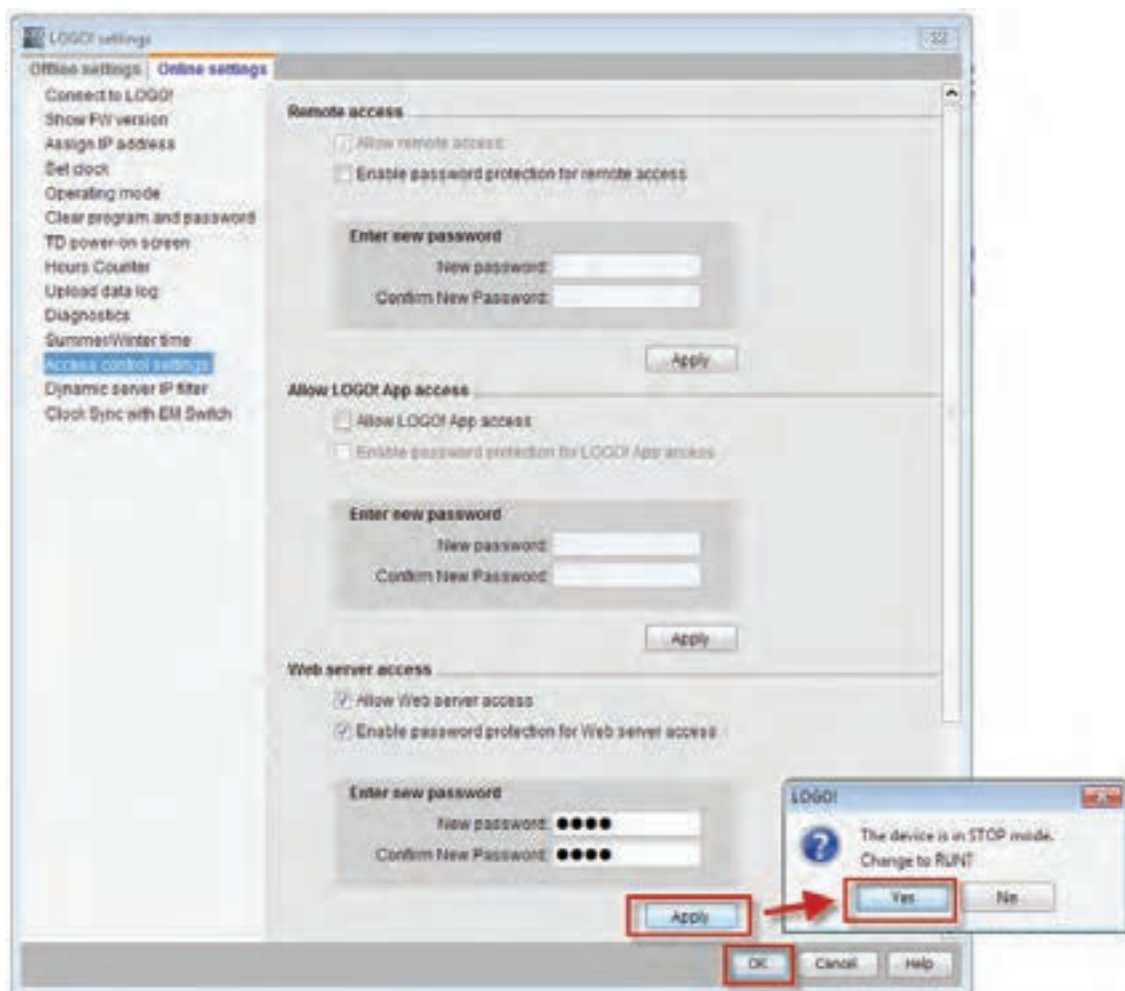 LOGO! settings
Offline settings
Online settings
Connect to LOGO!
Show FW version
Assign IP address
Set clock
Operating mode
Clear program and password
TD power-on screen
Hours Counter
Upload data log
Diagnostics
Summer/Winter time
Access control settings
Dynamic server IP filter
Clock Sync with EM Switch
Remote access
Allow remote access
Enable password protection for remote access
Enter new password
New password:
Confirm New Password:
Apply
Allow LOGO! App access
Allow LOGO! App access
Enable password protection for LOGO! App access
Enter new password
New password:
Confirm New Password:
Apply
Web server access
Allow Web server access
Enable password protection for Web server access
Enter new password
New password: ●●●●
Confirm New Password: ●●●●
Apply
OK
Cancel
Help
LOGO!
The device is in STOP mode.
Change to RUN?
Yes
No